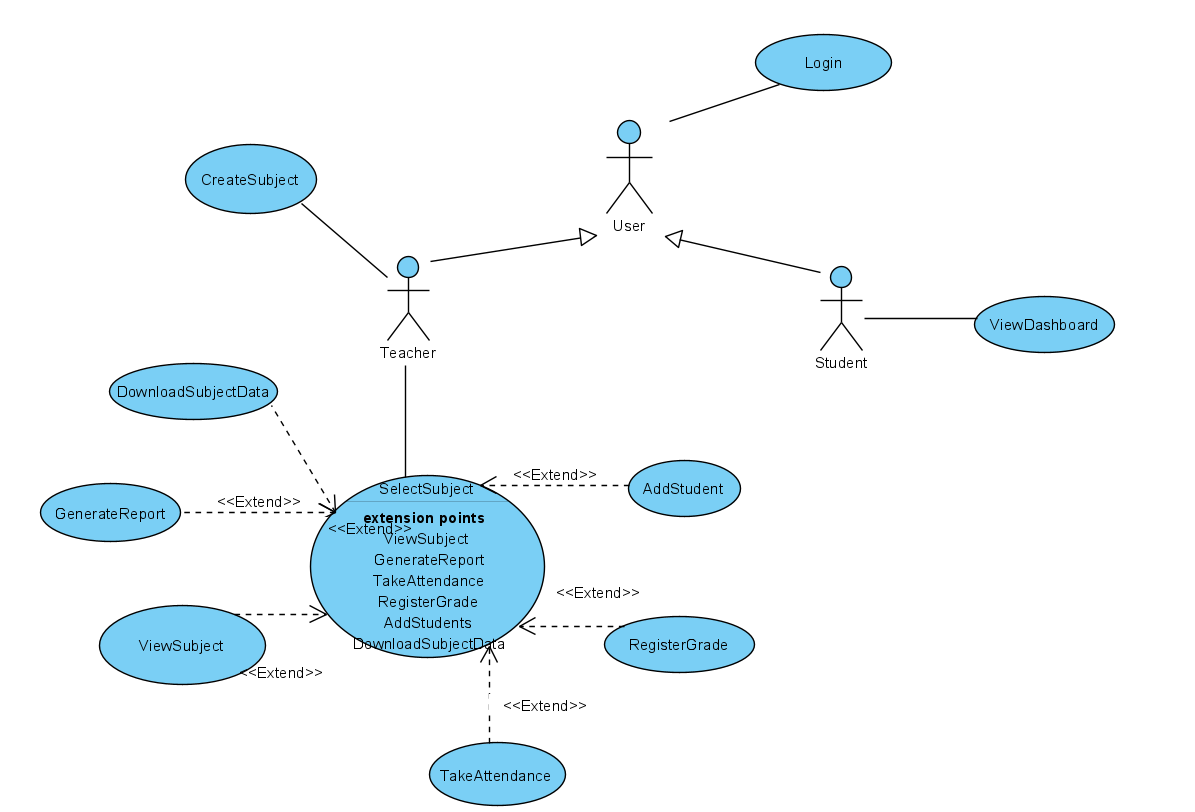 Login
CreateSubject
User
Teacher
ViewDashboard
Student
DownloadSubjectData
<<Extend>>
SelectSubject
AddStudent
<<Extend>>
GenerateReport
extension points
<<Extend>>
ViewSubject
GenerateReport
TakeAttendance
RegisterGrade
AddStudents
DownloadSubjectData
<<Extend>>
RegisterGrade
ViewSubject
<<Extend>>
<<Extend>>
TakeAttendance